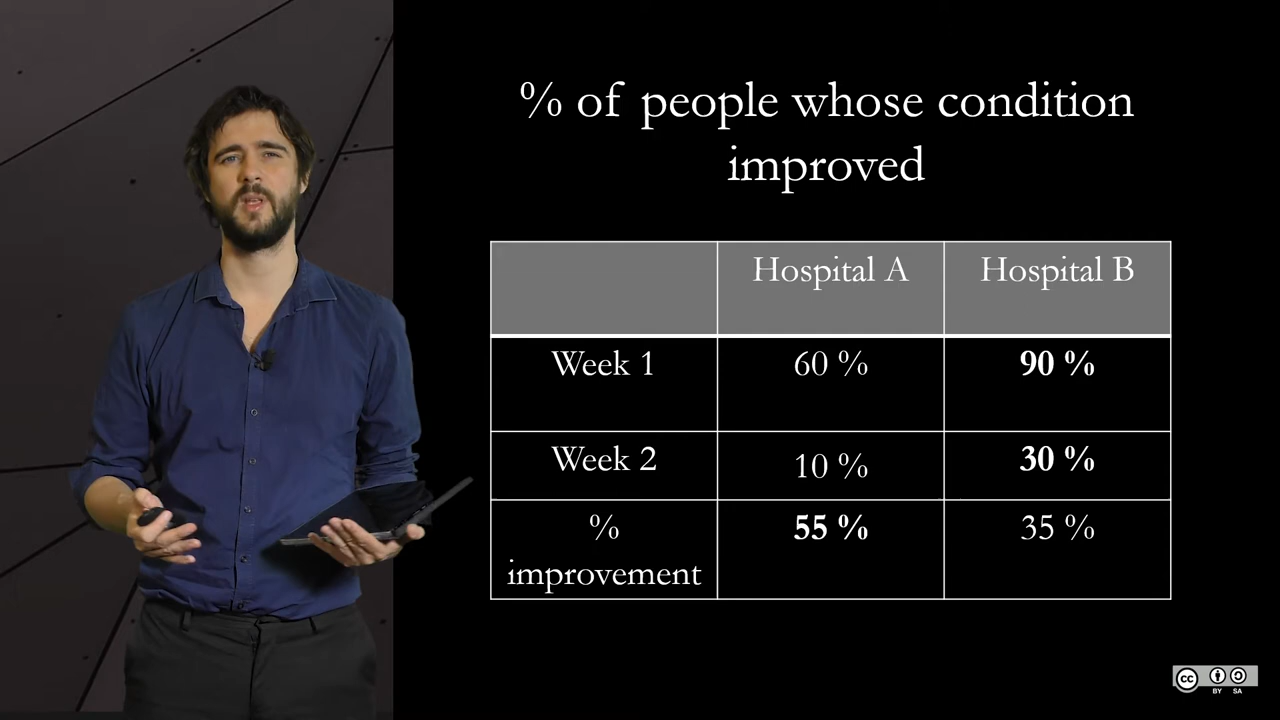 % of people whose condition
improved
Hospital A Hospital B
Week 1 60 % 90 %
Week 2 10 % 30 %
% 55 % 35 %
improvement
cc
BY SA